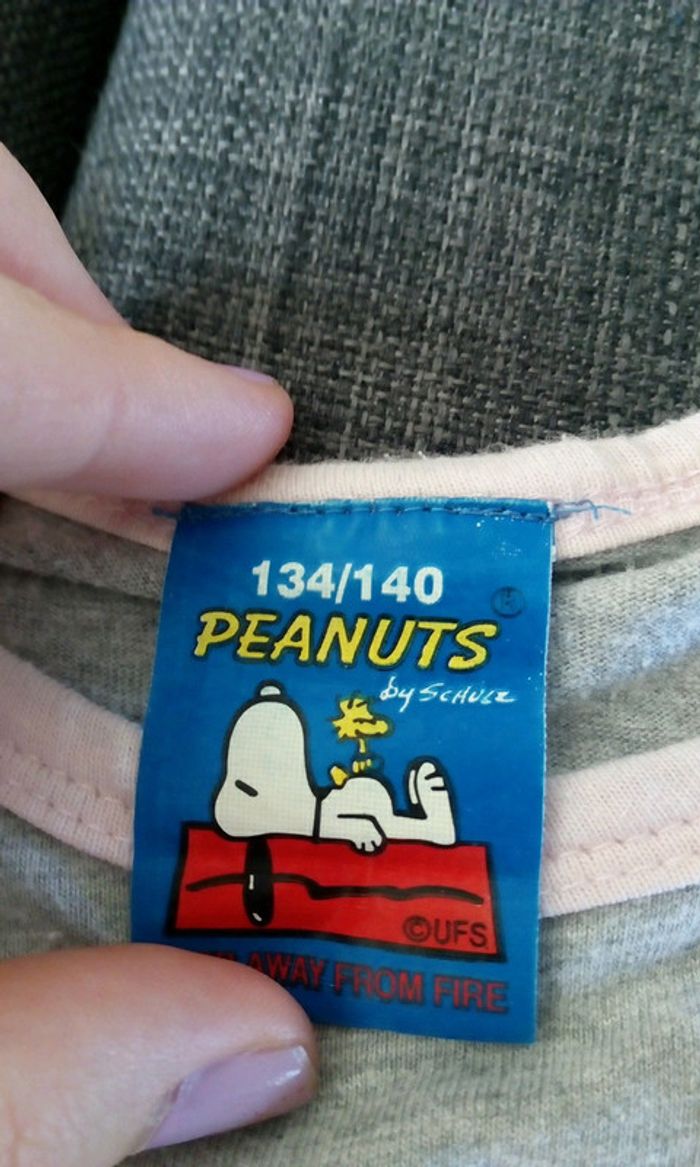 134/140
®
PEANUTS
by SCHULZ
©UFS
AWAY FROM FIRE